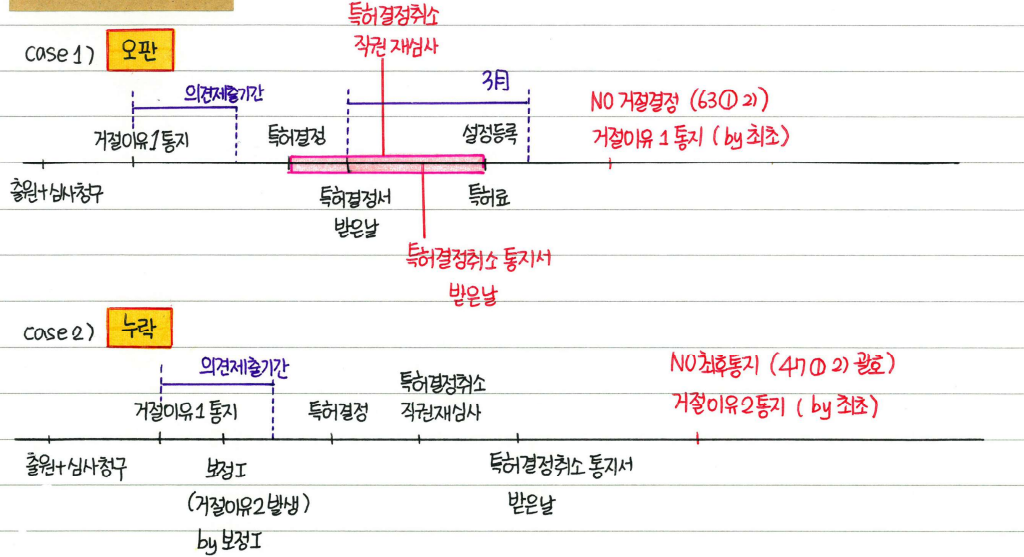 case 1) 오판
특허결정취소
직권 재심사
의견제출기간
3月
NO 거절결정 (63① 2))
거절이유 1 통지 (by 최초)
거절이유1통지
특허결정
설정등록
출원+심사청구
특허결정서
받은날
특허료
특허결정취소 통지서
받은날
case 2) 누락
의견제출기간
NO최후통지 (47① 2) 괄호)
거절이유2통지 (by 최초)
거절이유1통지
특허결정
특허결정취소
직권재심사
출원+심사청구
보정I
(거절이유2발생)
by 보정I
특허결정취소 통지서
받은날